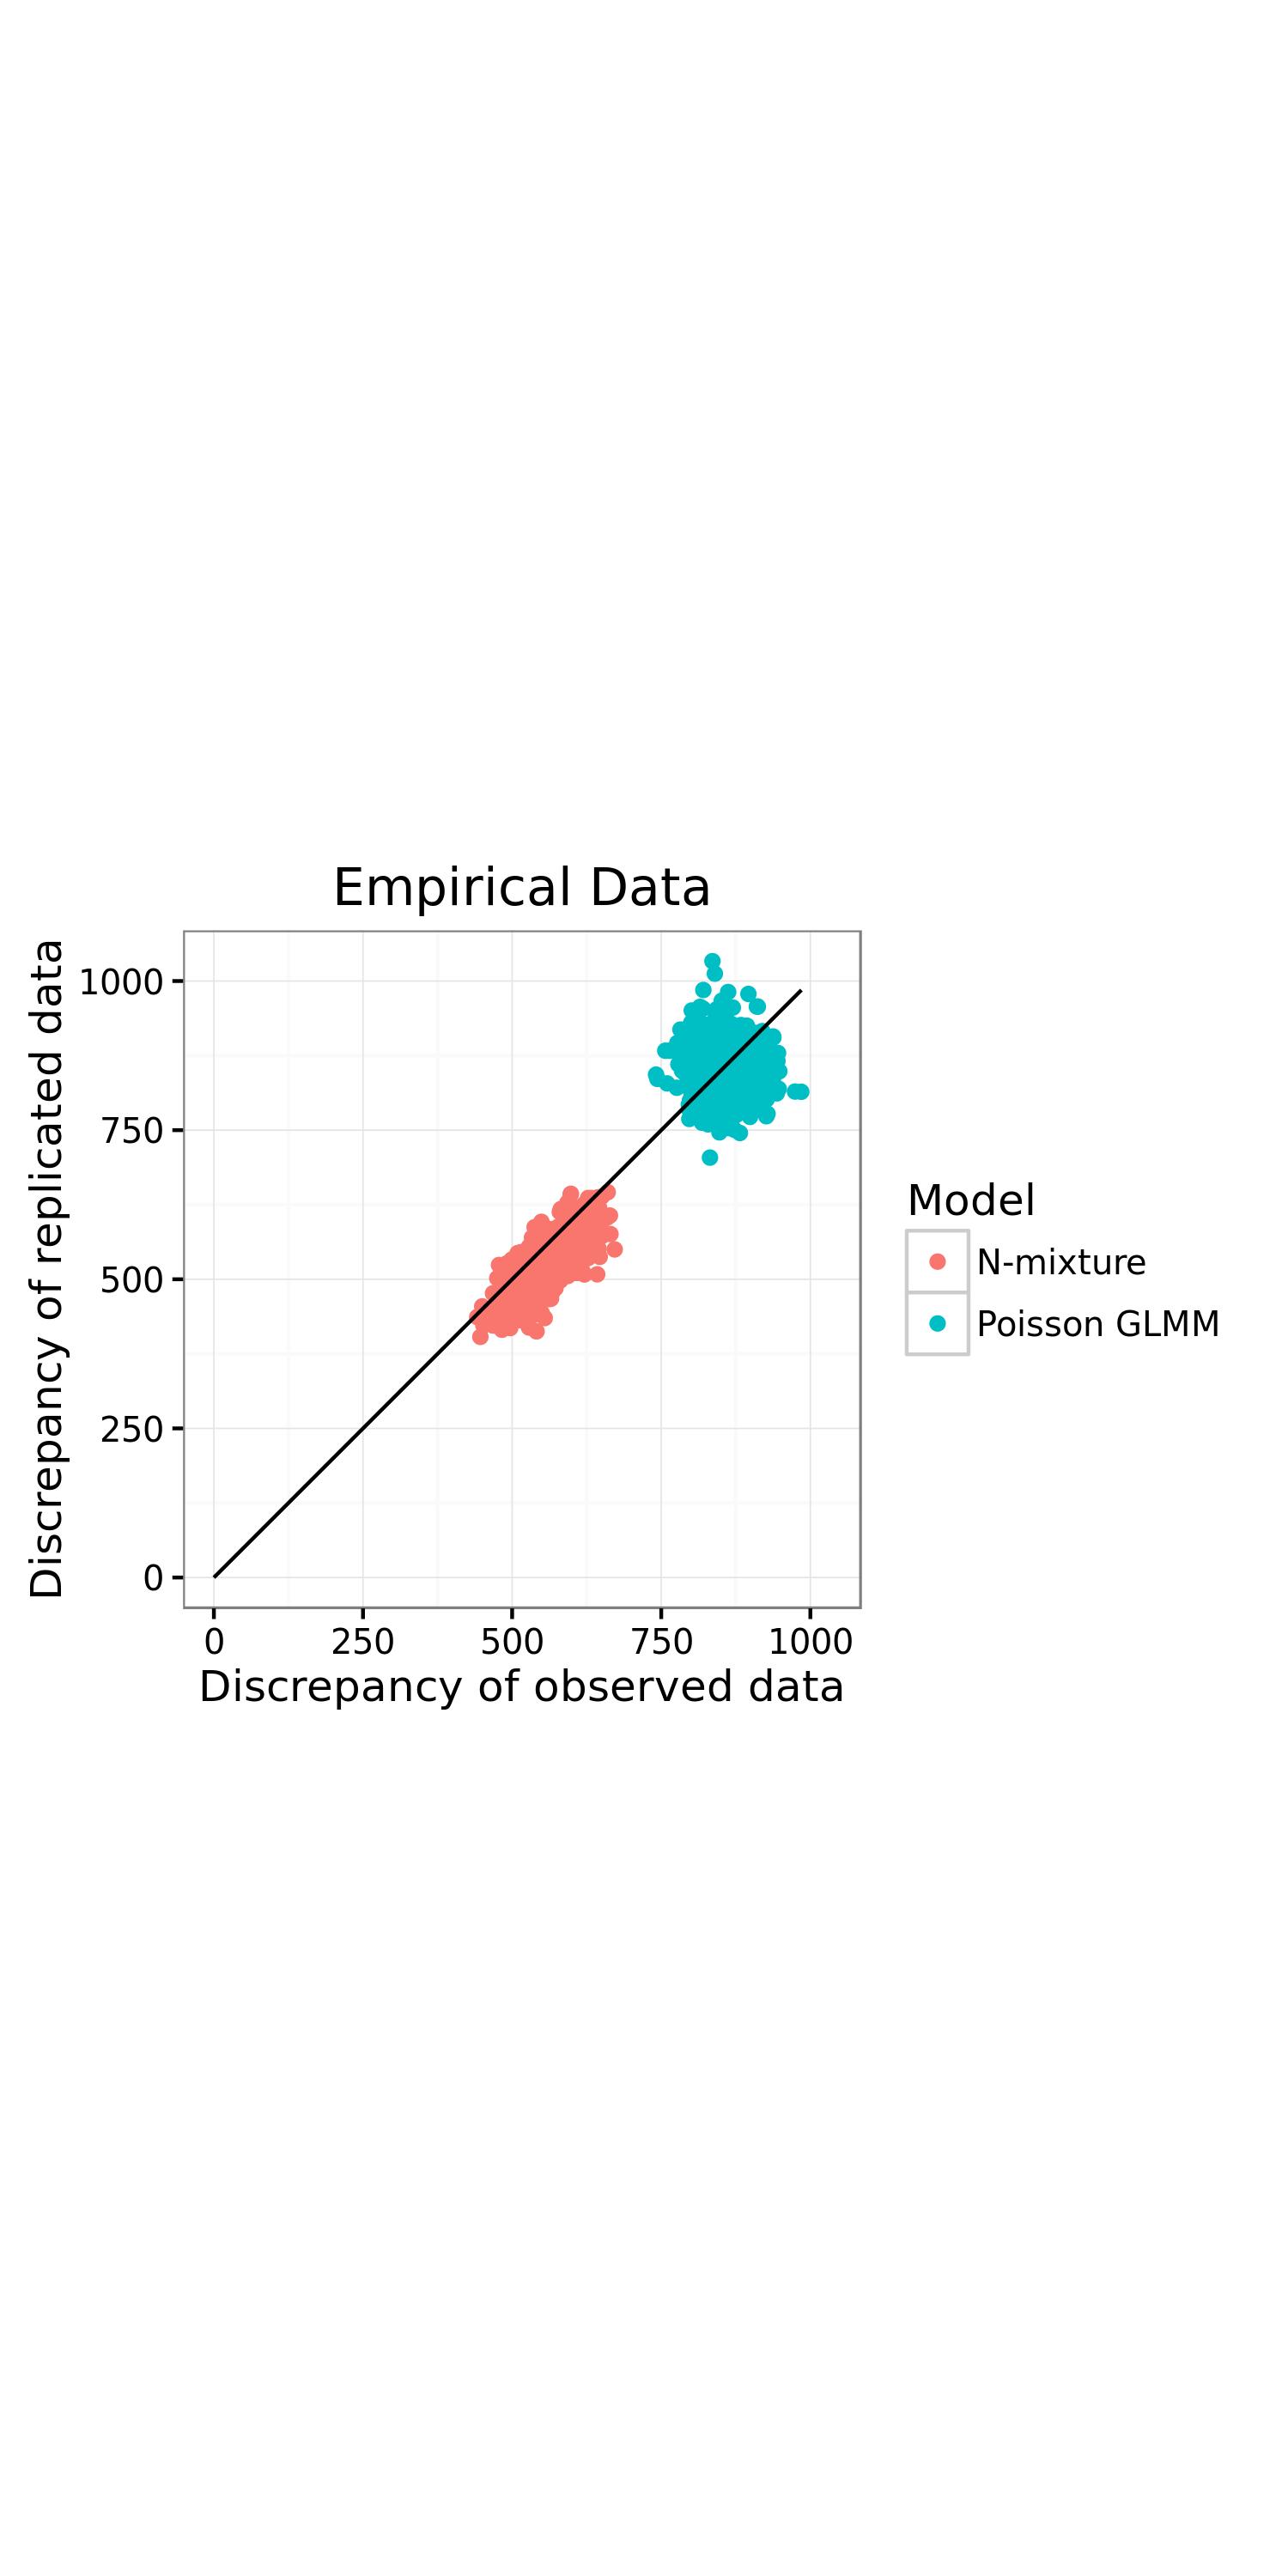 Empirical Data
Discrepancy of replicated data
1000
750
500
250
0
0 250 500 750 1000
Discrepancy of observed data
Model
N-mixture
Poisson GLMM